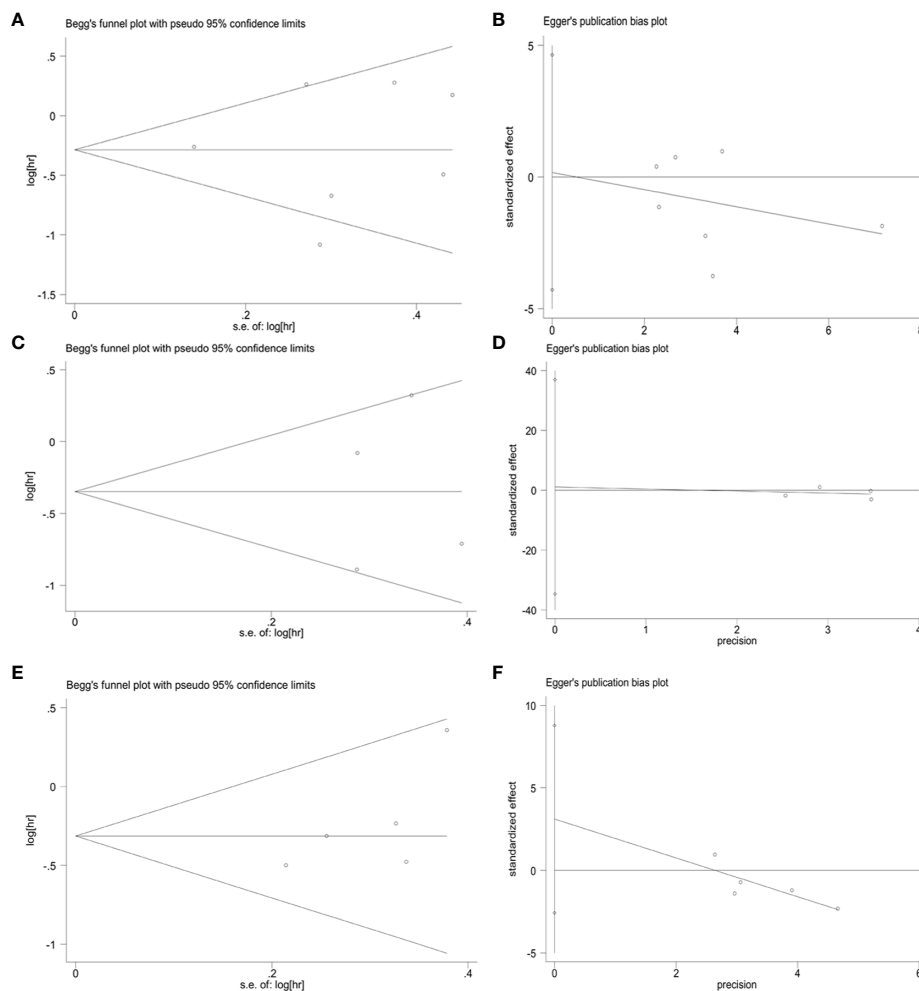 A
Begg's funnel plot with pseudo 95% confidence limits
.5
0
-.5
-1
-1.5
log[hr]
0
.2
.4
s.e. of: log[hr]
B
Egger's publication bias plot
5
0
-5
standardized effect
0
2
4
6
8
C
Begg's funnel plot with pseudo 95% confidence limits
.5
0
-.5
-1
log[hr]
0
.2
.4
s.e. of: log[hr]
D
Egger's publication bias plot
40
20
0
-20
-40
standardized effect
0
1
2
3
4
precision
E
Begg's funnel plot with pseudo 95% confidence limits
.5
0
-.5
-1
log[hr]
0
.2
.4
s.e. of: log[hr]
F
Egger's publication bias plot
10
5
0
-5
standardized effect
0
2
4
6
precision